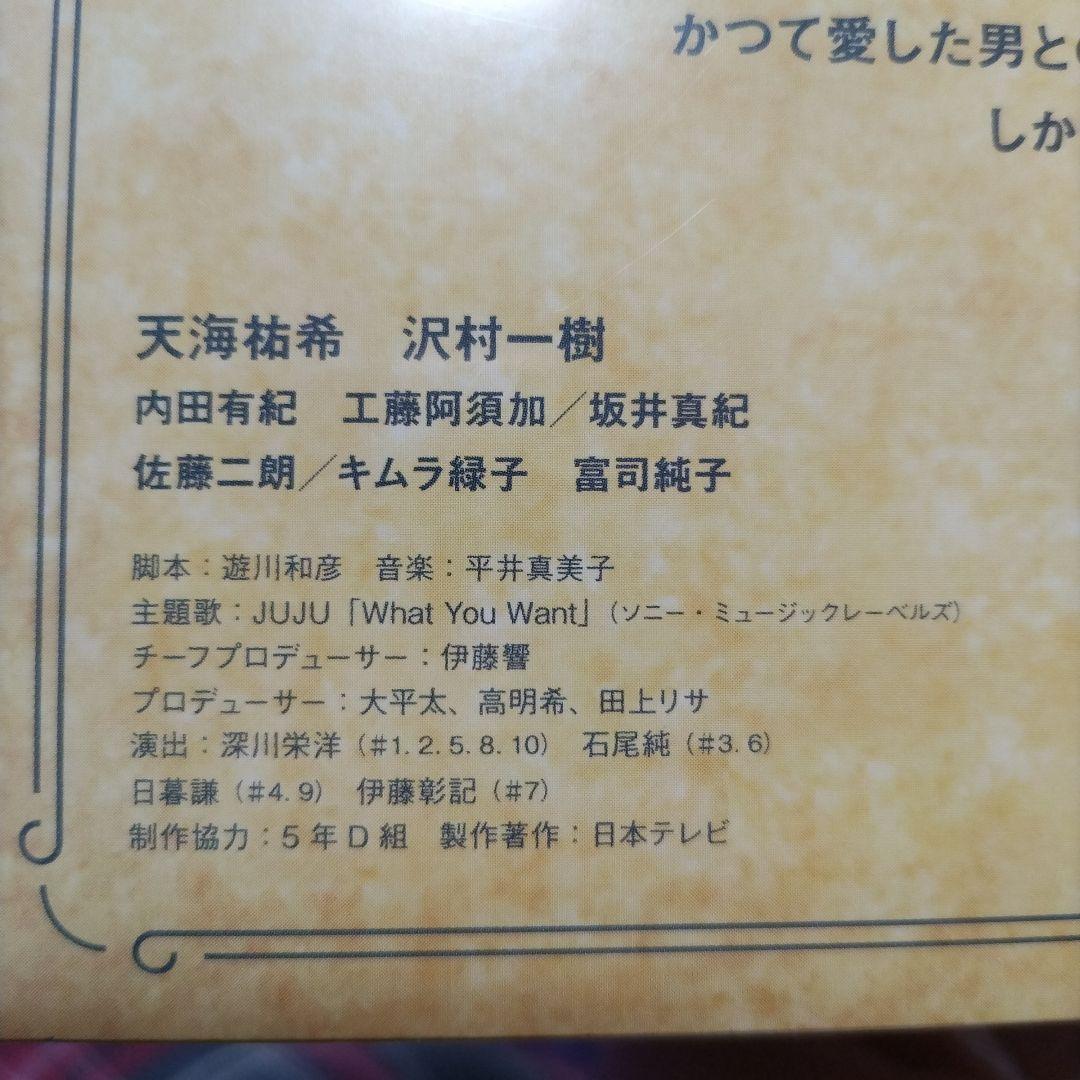 かつて愛した男と
しか
天海祐希　沢村一樹
内田有紀　工藤阿須加／坂井真紀
佐藤二朗／キムラ緑子　富司純子
脚本：遊川和彦　音楽：平井真美子
主題歌：JUJU「What You Want」（ソニー・ミュージックレーベルズ）
チーフプロデューサー：伊藤響
プロデューサー：大平太、高明希、田上リサ
演出：深川栄洋（#1. 2. 5. 8. 10）　石尾純（#3. 6）
日暮謙（#4. 9）　伊藤彰記（#7）
制作協力：５年Ｄ組　製作著作：日本テレビ